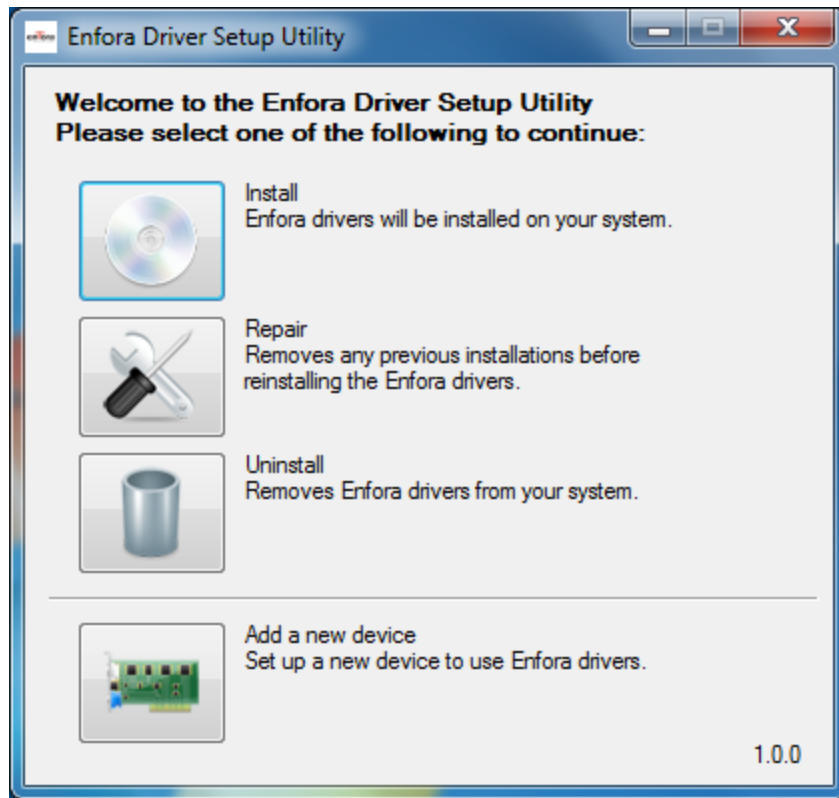 Enfora Driver Setup Utility
Welcome to the Enfora Driver Setup Utility
Please select one of the following to continue:
Install
Enfora drivers will be installed on your system.
Repair
Removes any previous installations before
reinstalling the Enfora drivers.
Uninstall
Removes Enfora drivers from your system.
Add a new device
Set up a new device to use Enfora drivers.
1.0.0